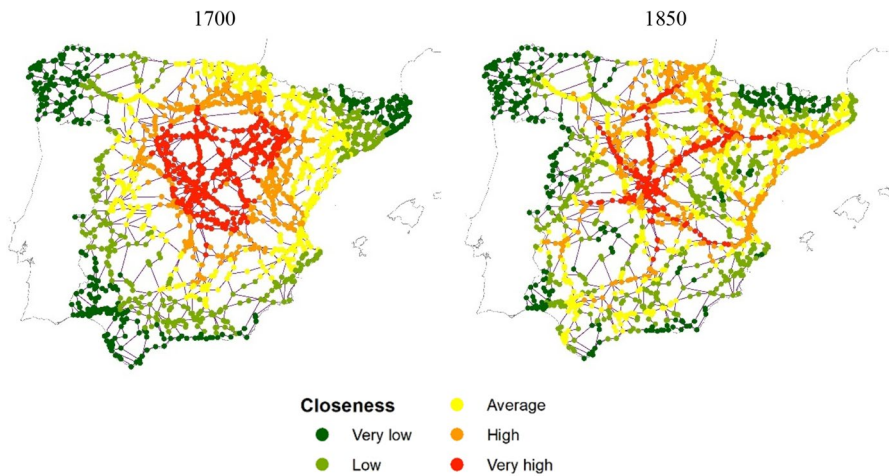 1700
1850
Closeness
Very low
Low
Average
High
Very high